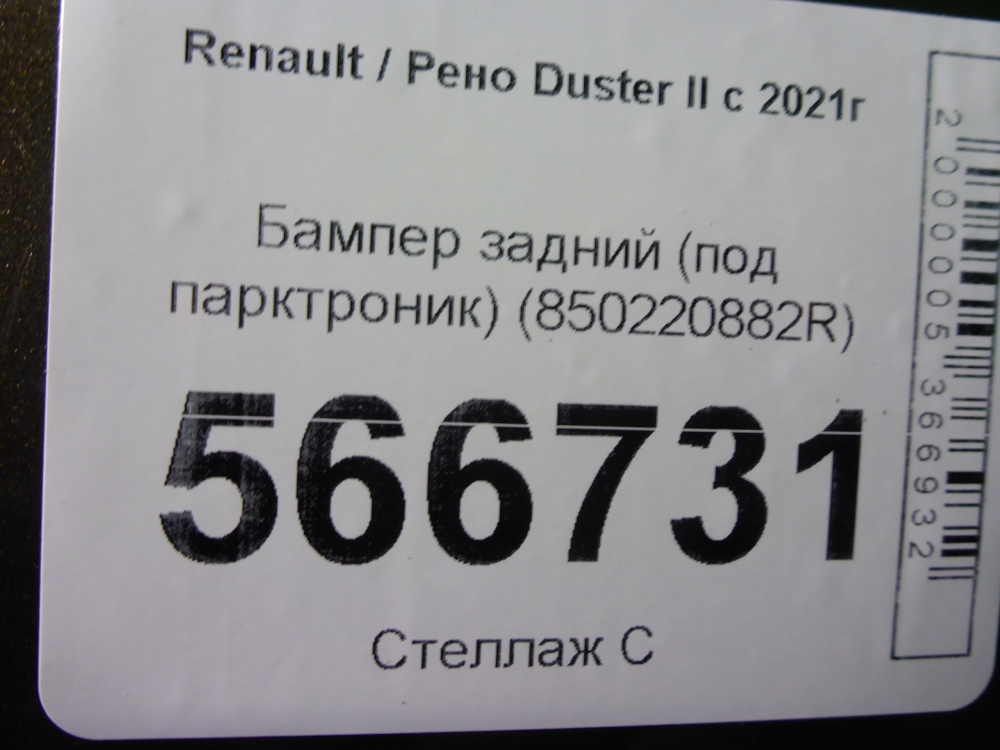 Renault / Рено Duster II с 2021г
Бампер задний (под
парктроник) (850220882R)
566731
Стеллаж С
2000005366932